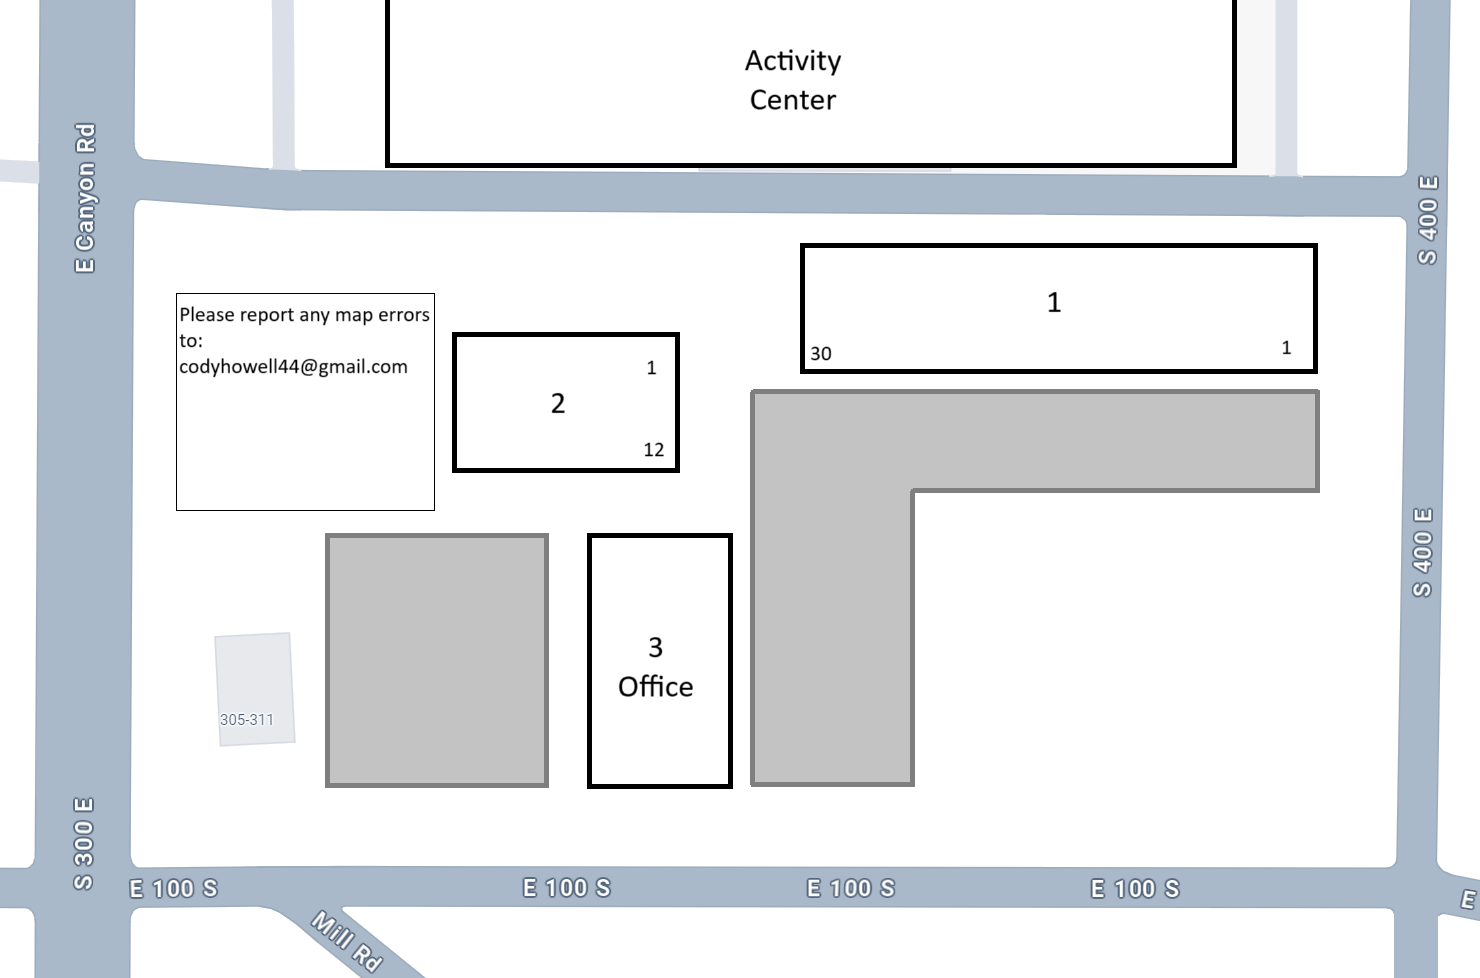 Activity
Center
E Canyon Rd
S 400 E
1
30
1
Please report any map errors
to:
codyhowell44@gmail.com
1
2
12
S 400 E
3
Office
305-311
S 300 E
E 100 S
E 100 S
E 100 S
E 100 S
E
Mill Rd